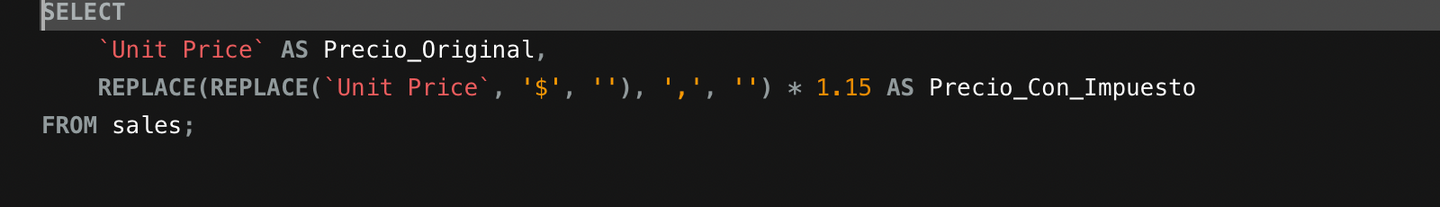 SELECT
    `Unit Price` AS Precio_Original,
    REPLACE(REPLACE(`Unit Price`, '$', ''), ',', '') * 1.15 AS Precio_Con_Impuesto
FROM sales;